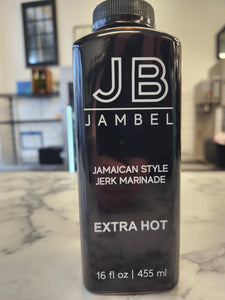 JB
JAMBEL
JAMAICAN STYLE
JERK MARINADE
EXTRA HOT
16 fl oz | 455 ml